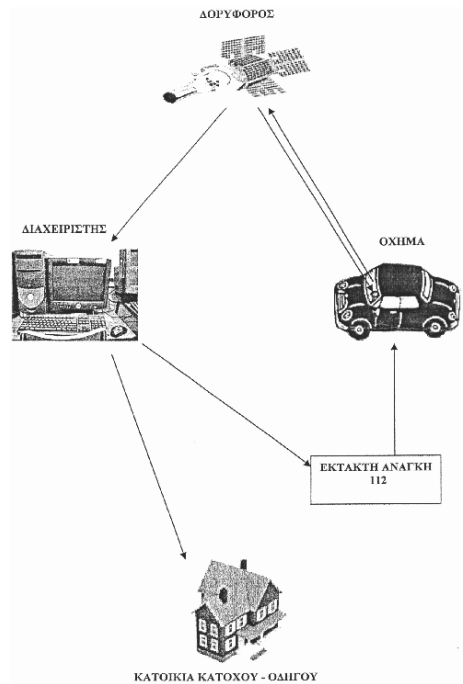 ΔΟΡΥΦΟΡΟΣ
ΔΙΑΧΕΙΡΙΣΤΗΣ
ΟΧΗΜΑ
ΕΚΤΑΚΤΗ ΑΝΑΓΚΗ
112
ΚΑΤΟΙΚΙΑ ΚΑΤΟΧΟΥ - ΟΔΗΓΟΥ